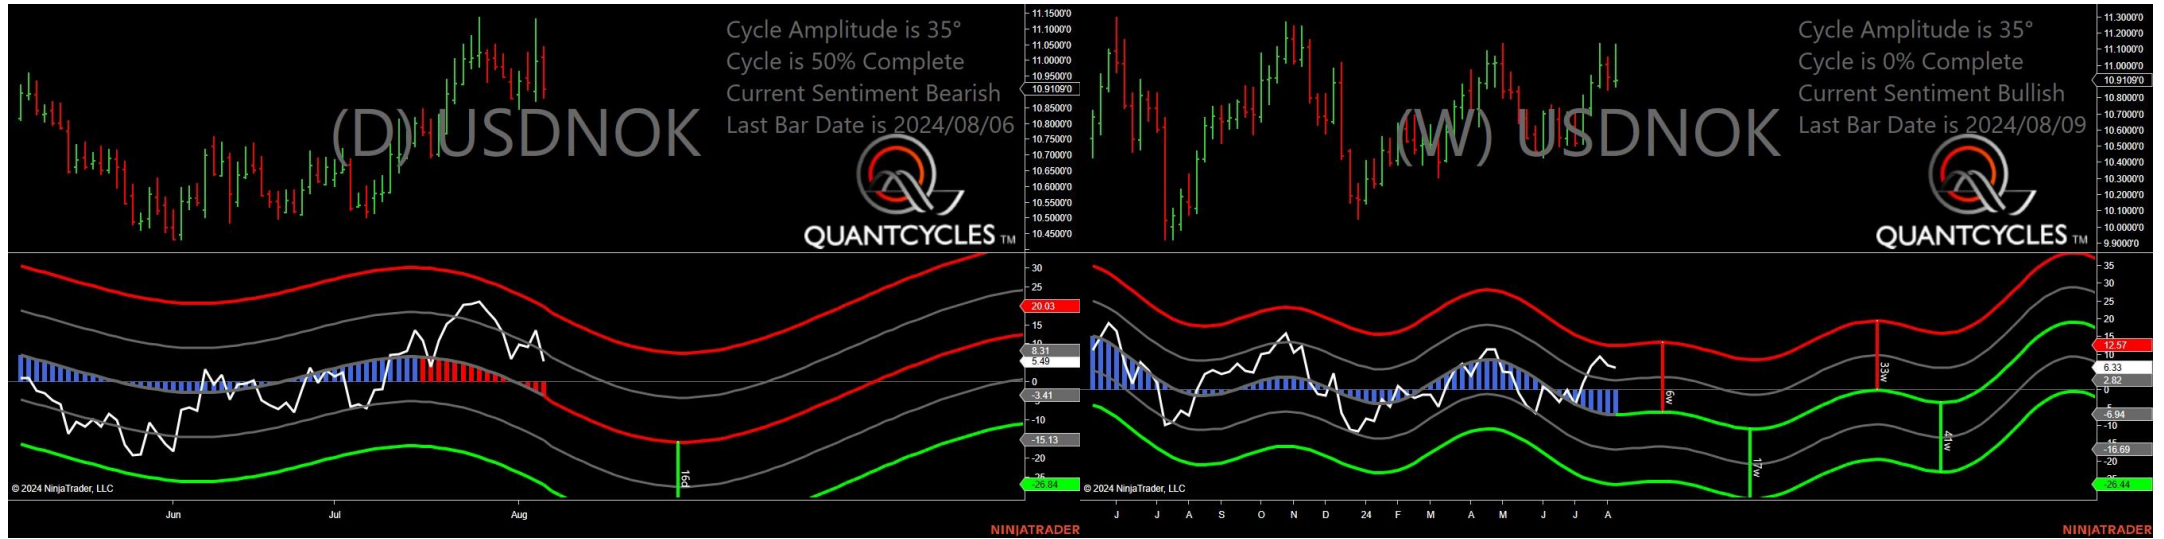 Cycle Amplitude is 35°
Cycle is 50% Complete
Current Sentiment Bearish
Last Bar Date is 2024/08/06
(D) USDNOK
QUANTCYCLES TM
11.1500'0
11.1000'0
11.0500'0
11.0000'0
10.9500'0
10.9109'0
10.8500'0
10.8000'0
10.7500'0
10.7000'0
10.6500'0
10.6000'0
10.5500'0
10.5000'0
10.4500'0
30
25
20.03
15
10
8.31
5.49
0
-3.41
-10
-15.13
-20
-26.84
16d
© 2024 NinjaTrader, LLC
Jun
Jul
Aug
NINJATRADER
Cycle Amplitude is 35°
Cycle is 0% Complete
Current Sentiment Bullish
Last Bar Date is 2024/08/09
(W) USDNOK
QUANTCYCLES TM
11.3000'0
11.2000'0
11.1000'0
11.0000'0
10.9109'0
10.8000'0
10.7000'0
10.6000'0
10.5000'0
10.4000'0
10.3000'0
10.2000'0
10.1000'0
10.0000'0
9.9000'0
35
30
25
20
15
12.57
10
6.33
2.82
0
-6.94
-10
-16.69
-20
-26.44
6w
17w
33w
41w
© 2024 NinjaTrader, LLC
J J A S O N D 24 F M A M J J A
NINJATRADER